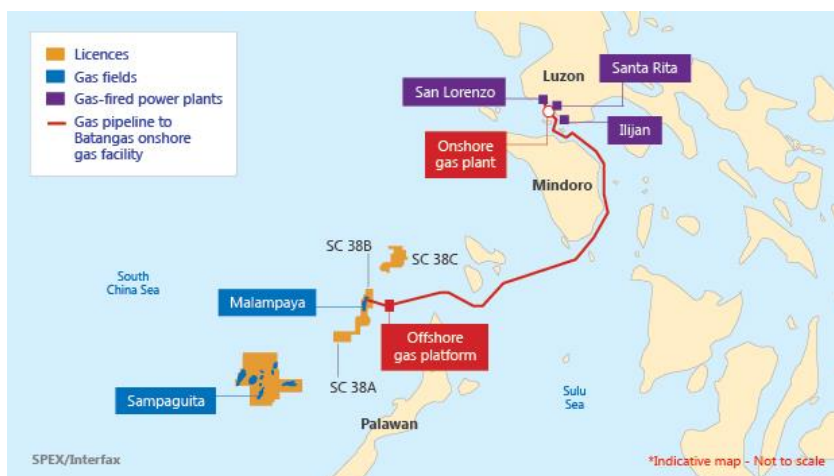 Licences
Gas fields
Gas-fired power plants
Gas pipeline to
Batangas onshore
gas facility
Luzon
Santa Rita
San Lorenzo
Ilijan
Onshore
gas plant
Mindoro
SC 38B
SC 38C
South
China Sea
Malampaya
Offshore
gas platform
SC 38A
Sampaguita
Sulu
Sea
Palawan
SPEX/Interfax
*Indicative map - Not to scale